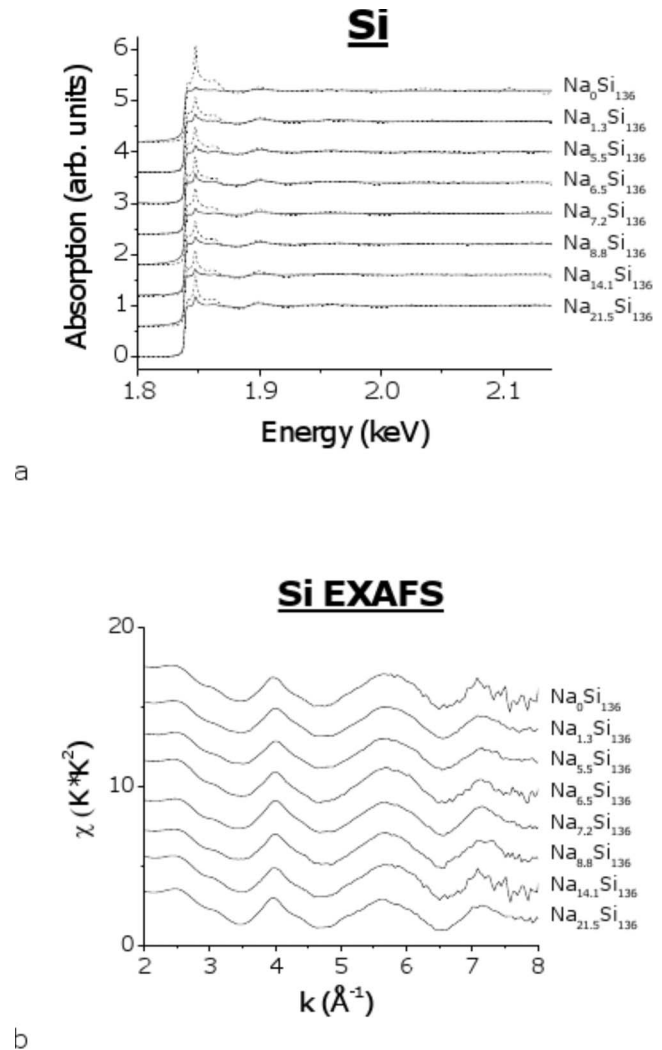 Si
Absorption (arb. units)
6
5
4
3
2
1
0
1.8 1.9 2.0 2.1
Energy (keV)
Na0Si136
Na1.3Si136
Na5.5Si136
Na6.5Si136
Na7.2Si136
Na8.8Si136
Na14.1Si136
Na21.5Si136
a
Si EXAFS
χ (K*K²)
20
10
0
2 3 4 5 6 7 8
k (Å⁻¹)
Na0Si136
Na1.3Si136
Na5.5Si136
Na6.5Si136
Na7.2Si136
Na8.8Si136
Na14.1Si136
Na21.5Si136
b